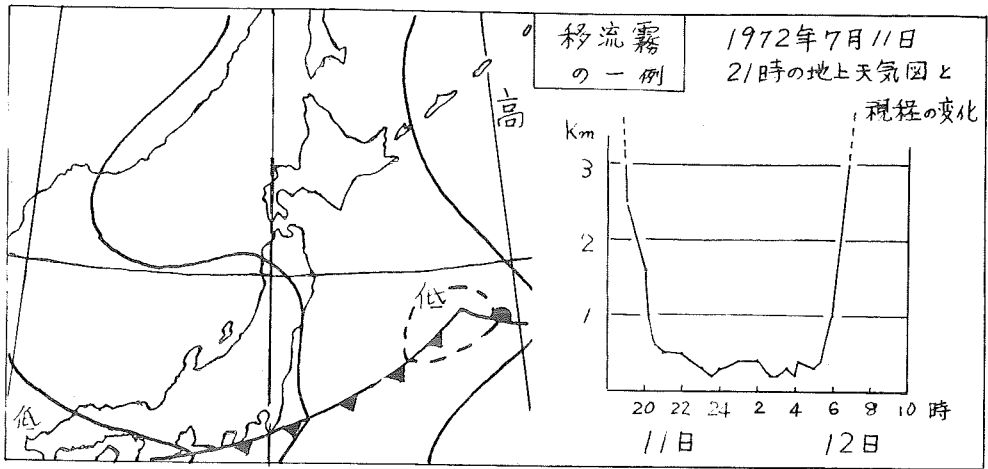 移流霧
の一例
1972年7月11日
21時の地上天気図と
視程の変化
高
低
低
Km
3
2
1
20 22 24 2 4 6 8 10 時
11日 12日